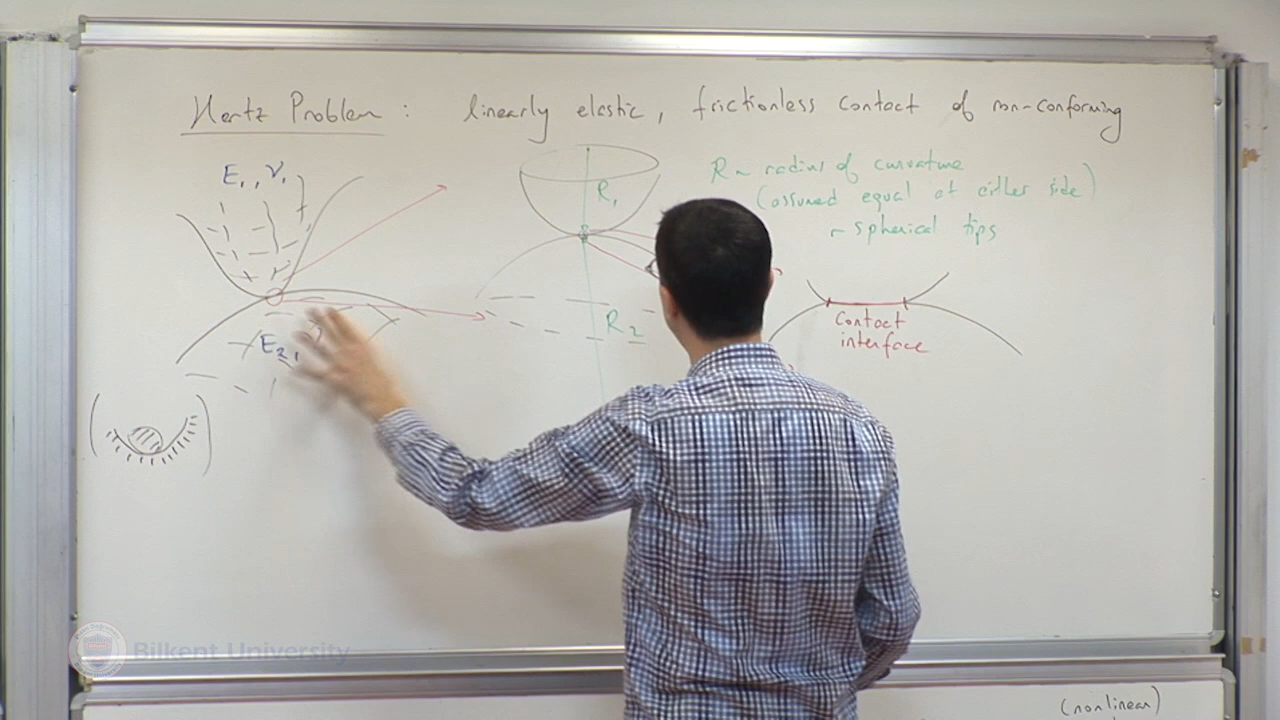 Hertz Problem : linearly elastic, frictionless contact of non-conforming
E₁, ν₁
R₁
R ~ radius of curvature
(assumed equal at either side)
~ spherical tips
E₂,
R₂
Contact
interface
Bilkent University
(nonlinear)